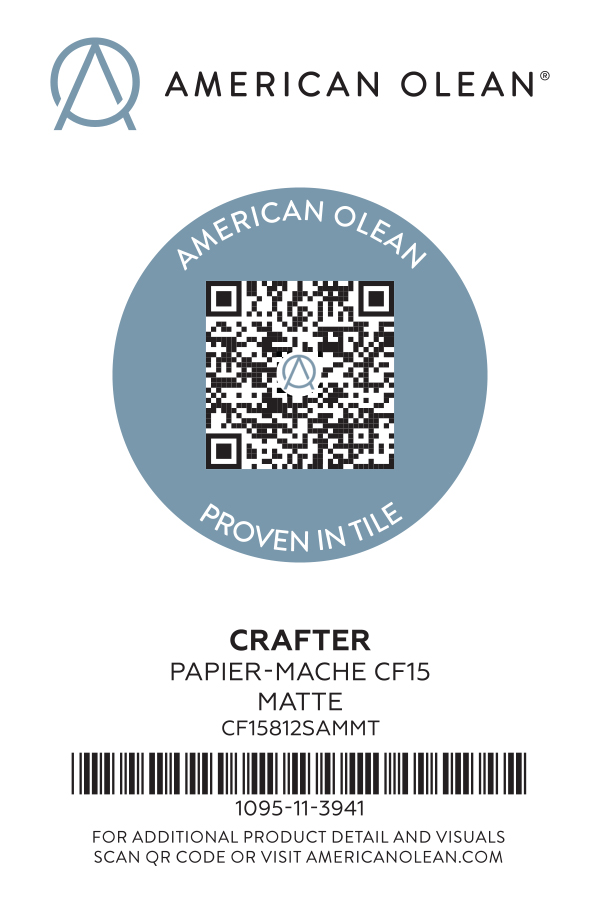 AMERICAN OLEAN®
AMERICAN OLEAN
PROVEN IN TILE
CRAFTER
PAPIER-MACHE CF15
MATTE
CF15812SAMMT
1095-11-3941
FOR ADDITIONAL PRODUCT DETAIL AND VISUALS
SCAN QR CODE OR VISIT AMERICANOLEAN.COM